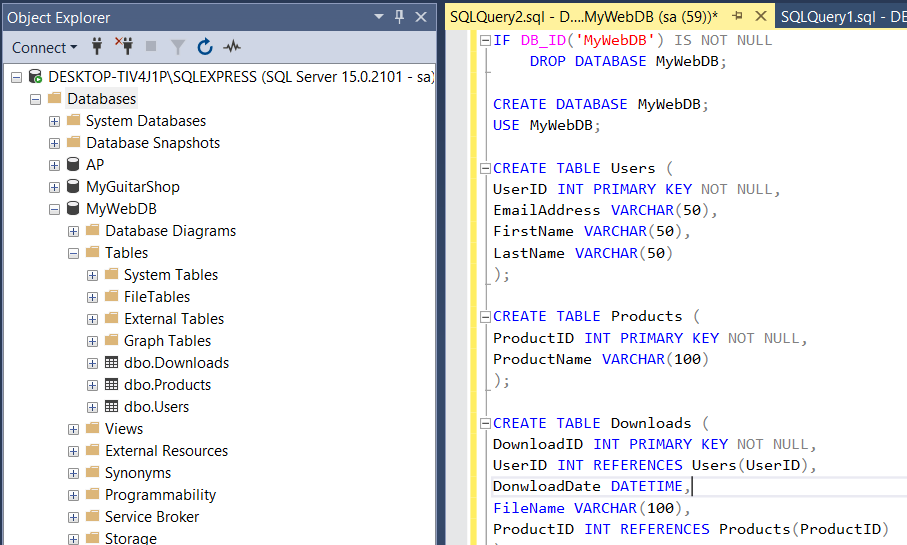 Object Explorer
Connect
DESKTOP-TIV4J1P\SQLEXPRESS (SQL Server 15.0.2101 - sa)
Databases
System Databases
Database Snapshots
AP
MyGuitarShop
MyWebDB
Database Diagrams
Tables
System Tables
FileTables
External Tables
Graph Tables
dbo.Downloads
dbo.Products
dbo.Users
Views
External Resources
Synonyms
Programmability
Service Broker
Storage
SQLQuery2.sql - D....MyWebDB (sa (59))*
SQLQuery1.sql - DE
IF DB_ID('MyWebDB') IS NOT NULL
DROP DATABASE MyWebDB;
CREATE DATABASE MyWebDB;
USE MyWebDB;
CREATE TABLE Users (
UserID INT PRIMARY KEY NOT NULL,
EmailAddress VARCHAR(50),
FirstName VARCHAR(50),
LastName VARCHAR(50)
);
CREATE TABLE Products (
ProductID INT PRIMARY KEY NOT NULL,
ProductName VARCHAR(100)
);
CREATE TABLE Downloads (
DownloadID INT PRIMARY KEY NOT NULL,
UserID INT REFERENCES Users(UserID),
DonwloadDate DATETIME,
FileName VARCHAR(100),
ProductID INT REFERENCES Products(ProductID)